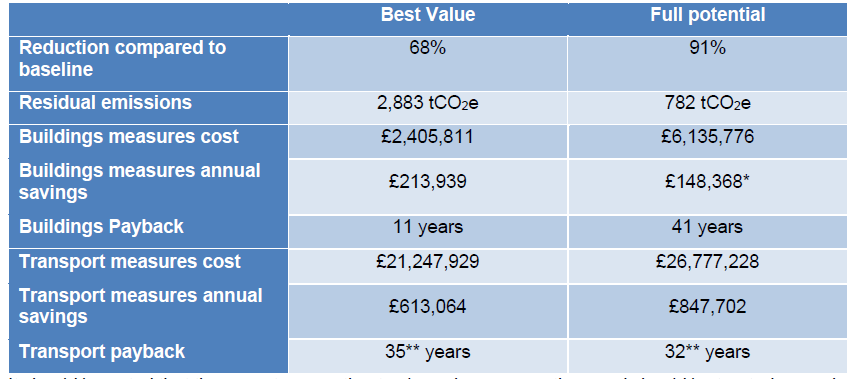 Best Value Full potential
Reduction compared to baseline 68% 91%
Residual emissions 2,883 tCO₂e 782 tCO₂e
Buildings measures cost £2,405,811 £6,135,776
Buildings measures annual savings £213,939 £148,368*
Buildings Payback 11 years 41 years
Transport measures cost £21,247,929 £26,777,228
Transport measures annual savings £613,064 £847,702
Transport payback 35** years 32** years